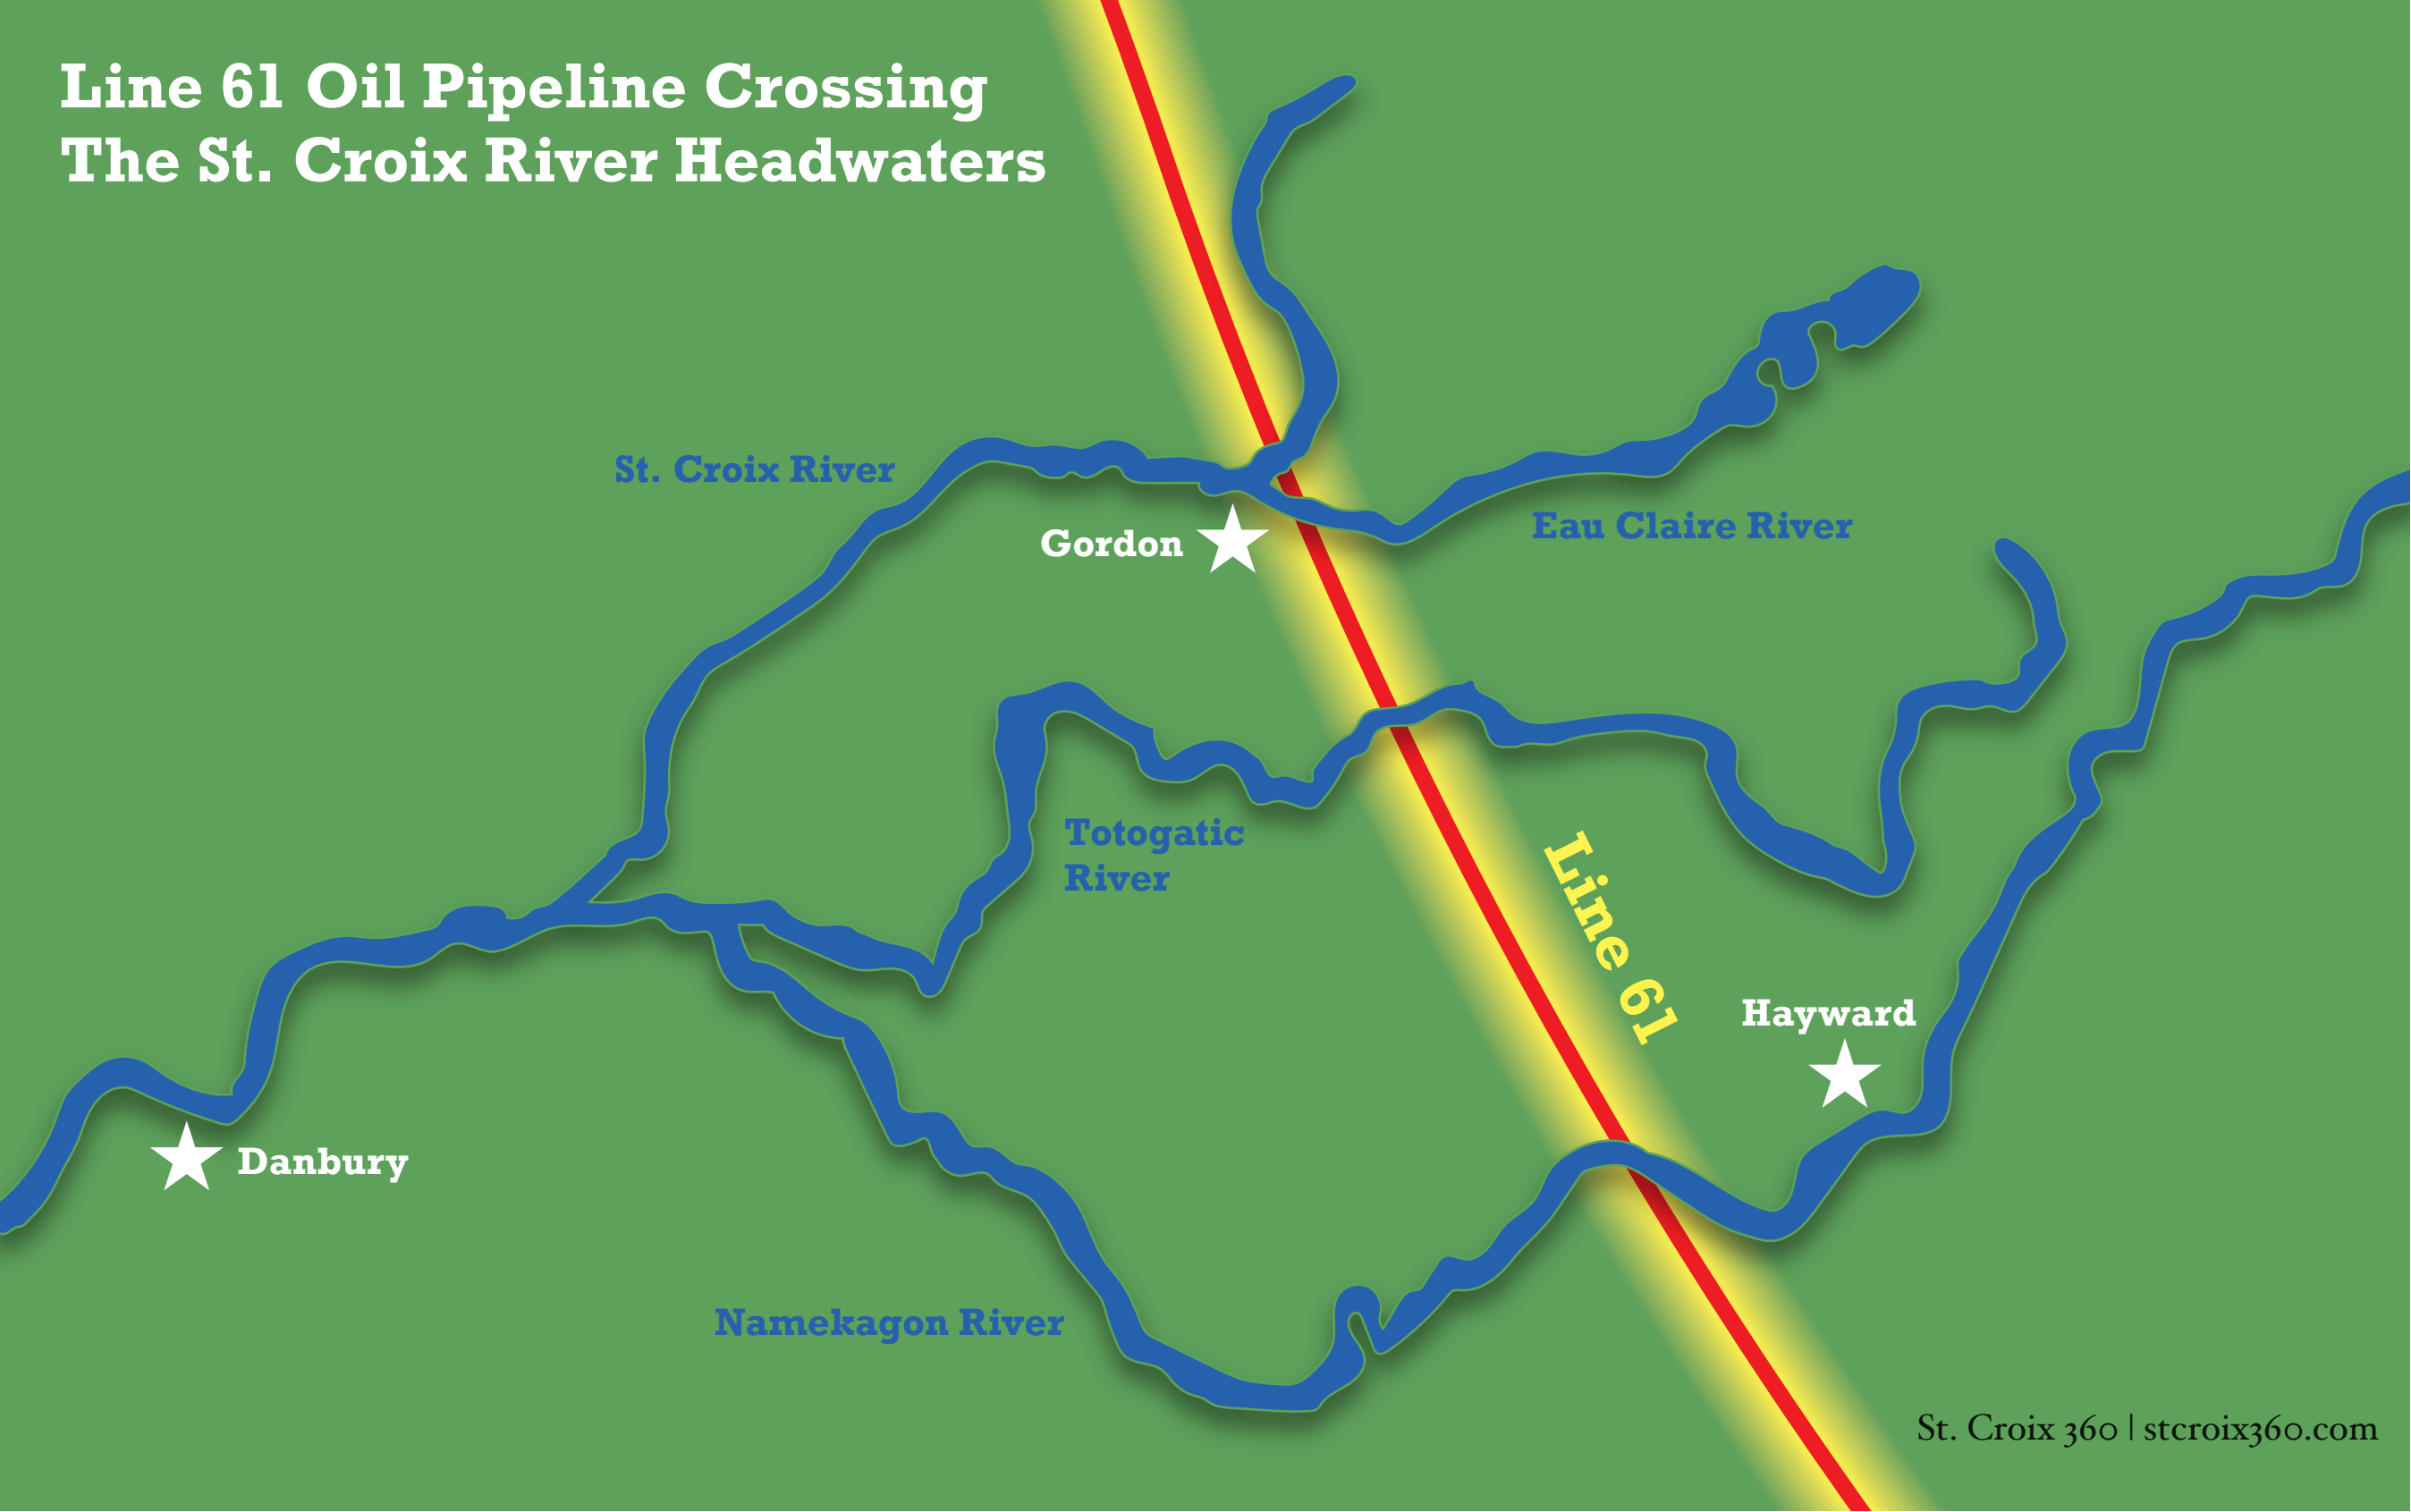 Line 61 Oil Pipeline Crossing
The St. Croix River Headwaters
St. Croix River
Gordon
Eau Claire River
Totogatic
River
Line 61
Hayward
Danbury
Namekagon River
St. Croix 360 | stcroix360.com